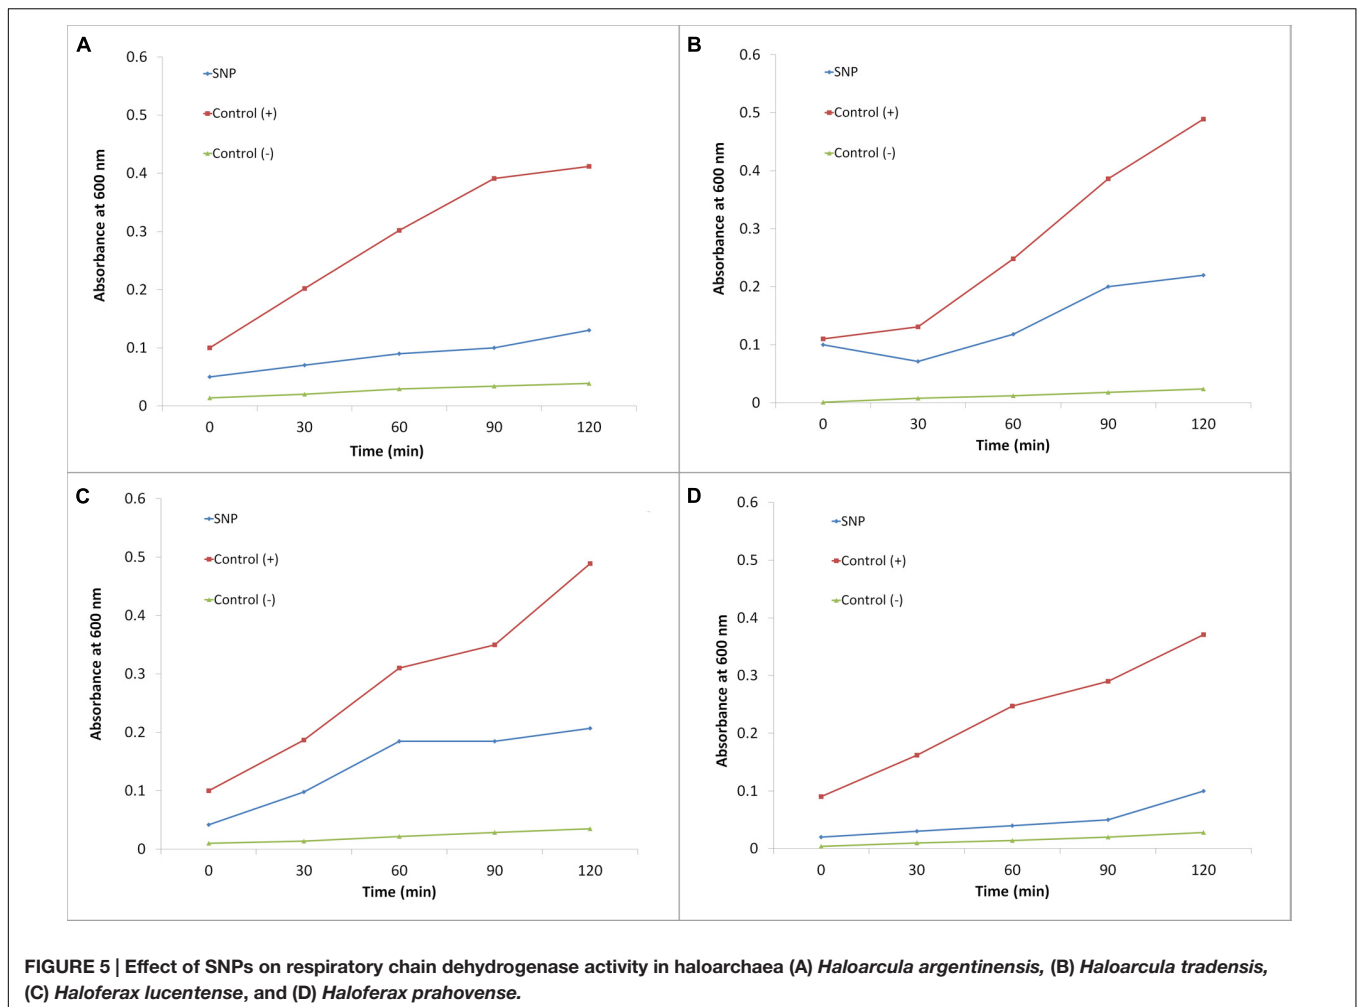 A
0.6
0.5
0.4
0.3
0.2
0.1
0
SNP
Control (+)
Control (-)
Absorbance at 600 nm
0 30 60 90 120
Time (min)
B
0.6
0.5
0.4
0.3
0.2
0.1
0
SNP
Control (+)
Control (-)
Absorbance at 600 nm
0 30 60 90 120
Time (min)
C
0.6
0.5
0.4
0.3
0.2
0.1
0
SNP
Control (+)
Control (-)
Absorbance at 600 nm
0 30 60 90 120
Time (min)
D
0.6
0.5
0.4
0.3
0.2
0.1
0
SNP
Control (+)
Control (-)
Absorbance at 600 nm
0 30 60 90 120
Time (min)
FIGURE 5 | Effect of SNPs on respiratory chain dehydrogenase activity in haloarchaea (A) Haloarcula argentinensis, (B) Haloarcula tradensis,
(C) Haloferax lucentense, and (D) Haloferax prahovense.